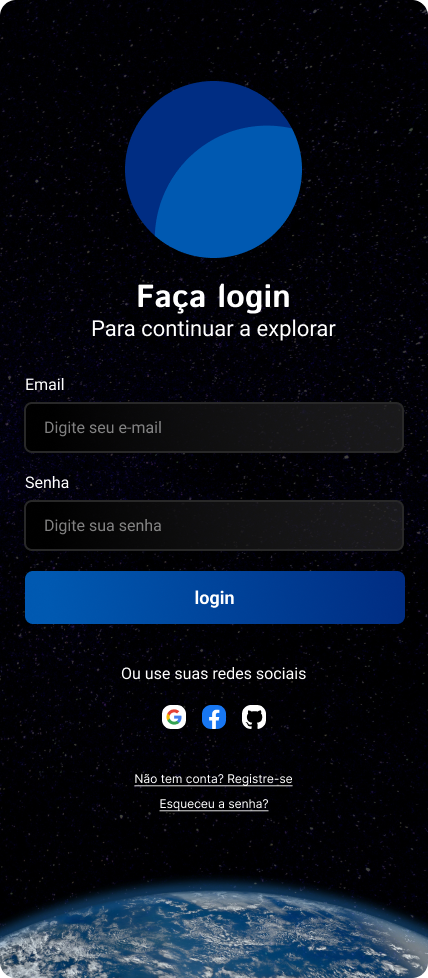 Faça login
Para continuar a explorar
Email
Digite seu e-mail
Senha
Digite sua senha
login
Ou use suas redes sociais
Não tem conta? Registre-se
Esqueceu a senha?